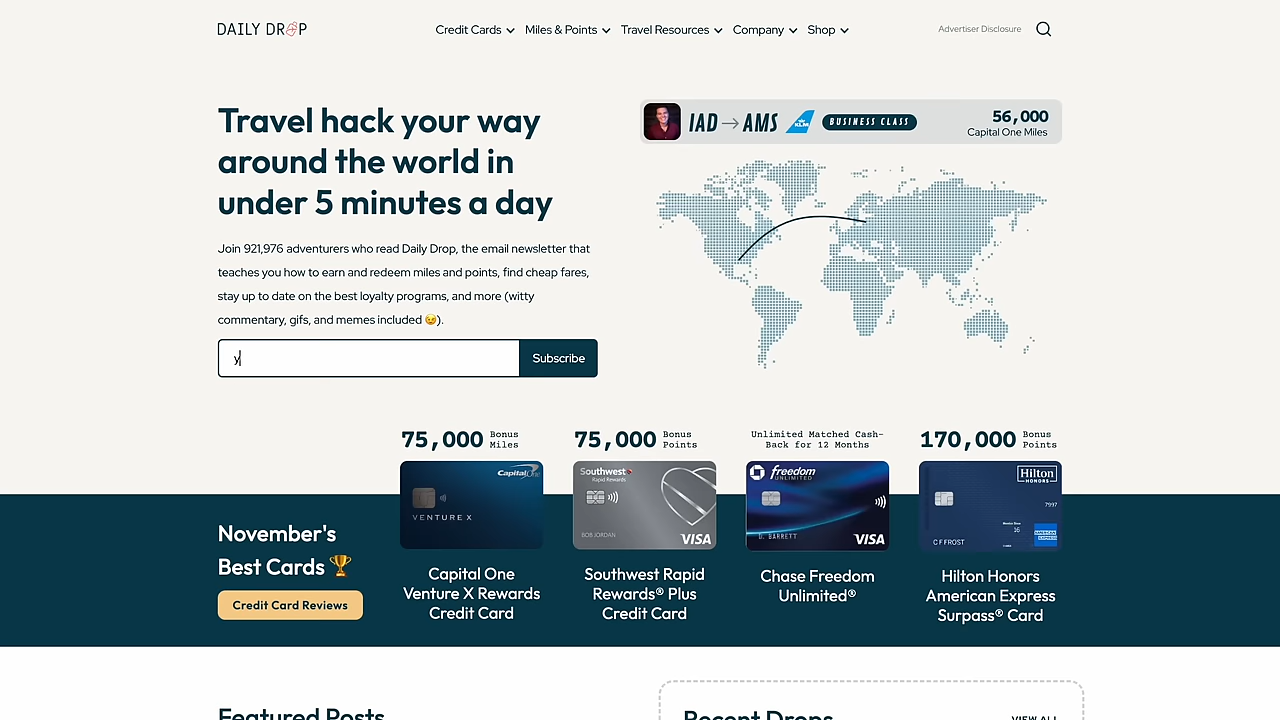 DAILY DROP
Credit Cards
Miles & Points
Travel Resources
Company
Shop
Advertiser Disclosure
Travel hack your way
around the world in
under 5 minutes a day
Join 921,976 adventurers who read Daily Drop, the email newsletter that
teaches you how to earn and redeem miles and points, find cheap fares,
stay up to date on the best loyalty programs, and more (witty
commentary, gifs, and memes included 😉).
y
Subscribe
IAD → AMS
KLM
BUSINESS CLASS
56,000
Capital One Miles
November's
Best Cards 🏆
Credit Card Reviews
75,000 Bonus
Miles
Capital One
VENTURE X
Capital One
Venture X Rewards
Credit Card
75,000 Bonus
Points
Southwest
Rapid Rewards
BOB JORDAN
VISA
Southwest Rapid
Rewards® Plus
Credit Card
Unlimited Matched Cash-
Back for 12 Months
freedom
UNLIMITED
D. BARRETT
VISA
Chase Freedom
Unlimited®
170,000 Bonus
Points
Hilton
HONORS
7997
16
C F FROST
Hilton Honors
American Express
Surpass® Card
Featured Posts
Recent Drops
VIEW ALL